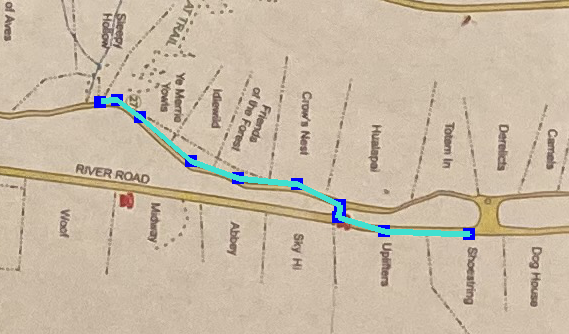 of Aves
Sleepy
Hollow
AT TRAIL
27
Ye Merrie
Yowls
Idlewild
Friends
of the Forest
Crow's Nest
Hualapai
Totem In
Derelicts
Camels
RIVER ROAD
Woof
Midway
Abbey
Sky Hi
Uplifters
Shoestring
Dog House